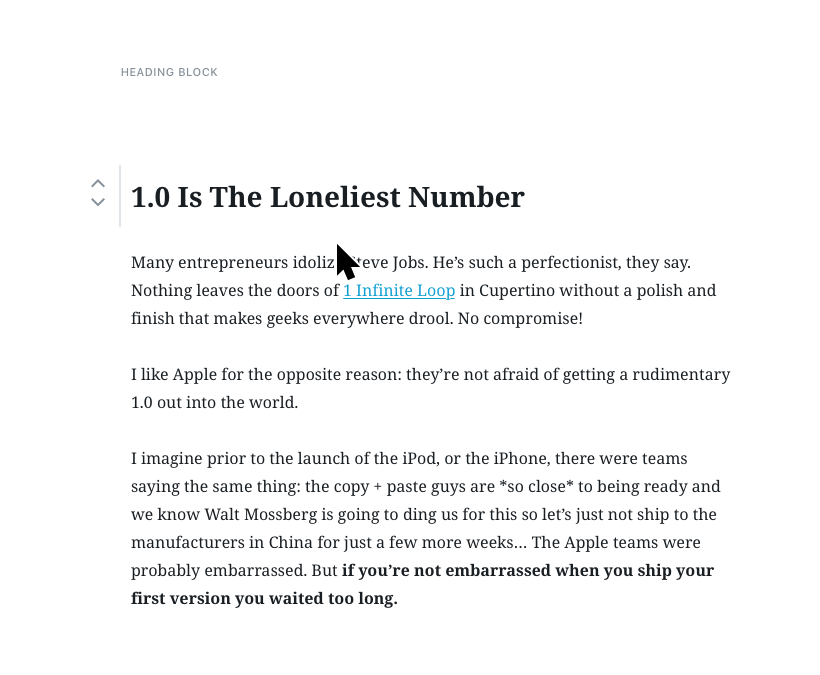 HEADING BLOCK
1.0 Is The Loneliest Number
Many entrepreneurs idoliz teve Jobs. He’s such a perfectionist, they say.
Nothing leaves the doors of 1 Infinite Loop in Cupertino without a polish and
finish that makes geeks everywhere drool. No compromise!
I like Apple for the opposite reason: they’re not afraid of getting a rudimentary
1.0 out into the world.
I imagine prior to the launch of the iPod, or the iPhone, there were teams
saying the same thing: the copy + paste guys are *so close* to being ready and
we know Walt Mossberg is going to ding us for this so let’s just not ship to the
manufacturers in China for just a few more weeks… The Apple teams were
probably embarrassed. But if you’re not embarrassed when you ship your
first version you waited too long.